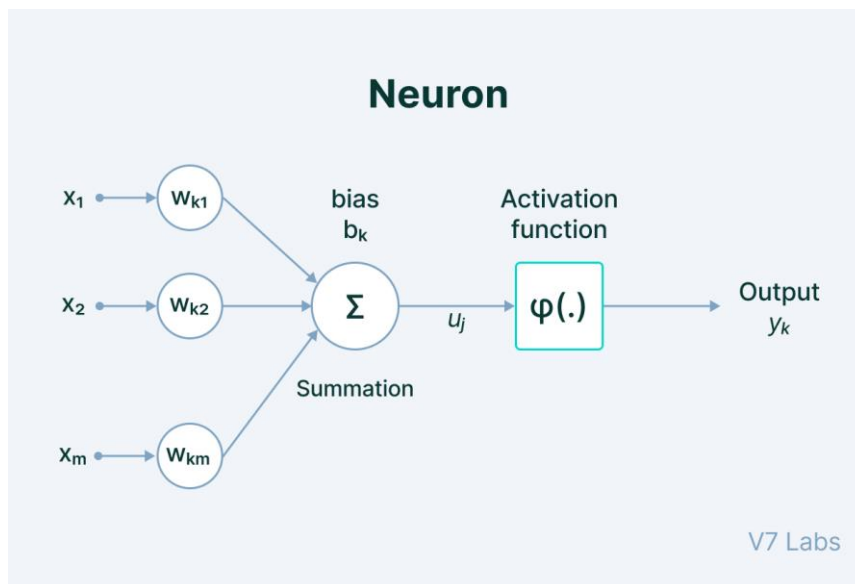 Neuron
x₁
wₖ₁
bias
bₖ
Activation
function
x₂
wₖ₂
Σ
uⱼ
φ(.)
Output
yₖ
Summation
xₘ
wₖₘ
V7 Labs